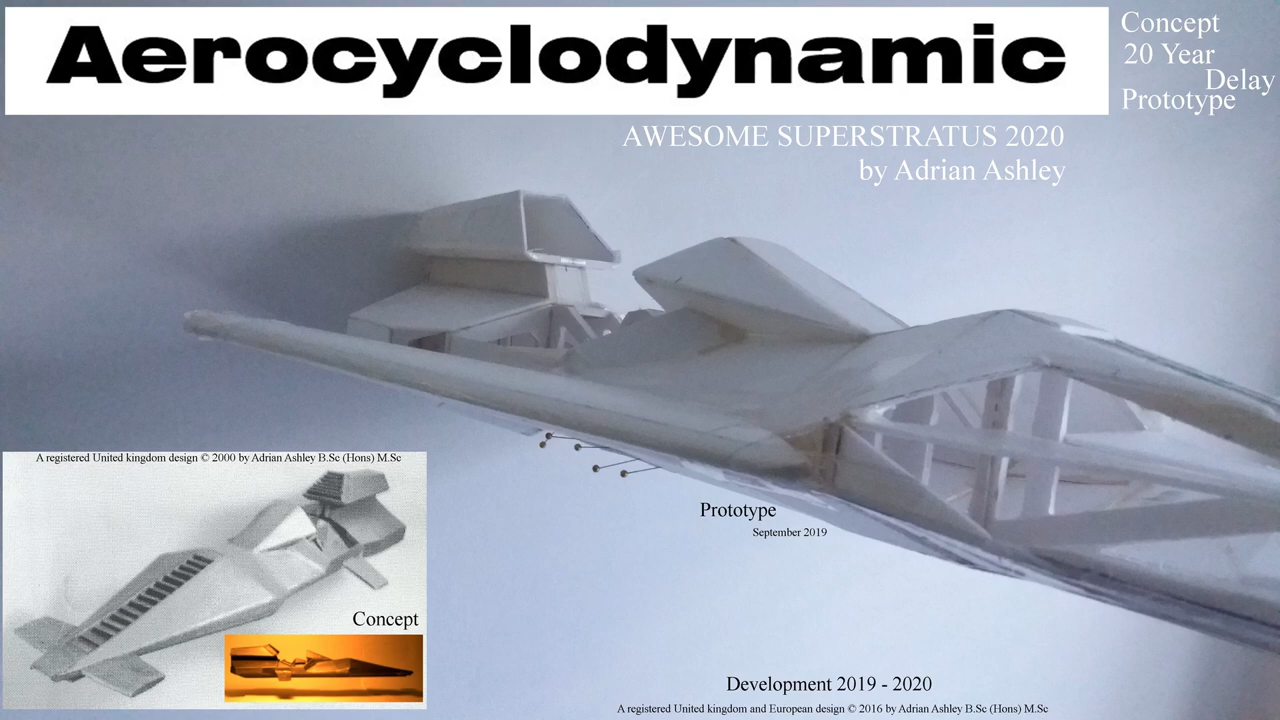 Aerocyclodynamic
Concept
20 Year
Delay
Prototype
AWESOME SUPERSTRATUS 2020
by Adrian Ashley
A registered United kingdom design © 2000 by Adrian Ashley B.Sc (Hons) M.Sc
Prototype
September 2019
Concept
Development 2019 - 2020
A registered United kingdom and European design © 2016 by Adrian Ashley B.Sc (Hons) M.Sc